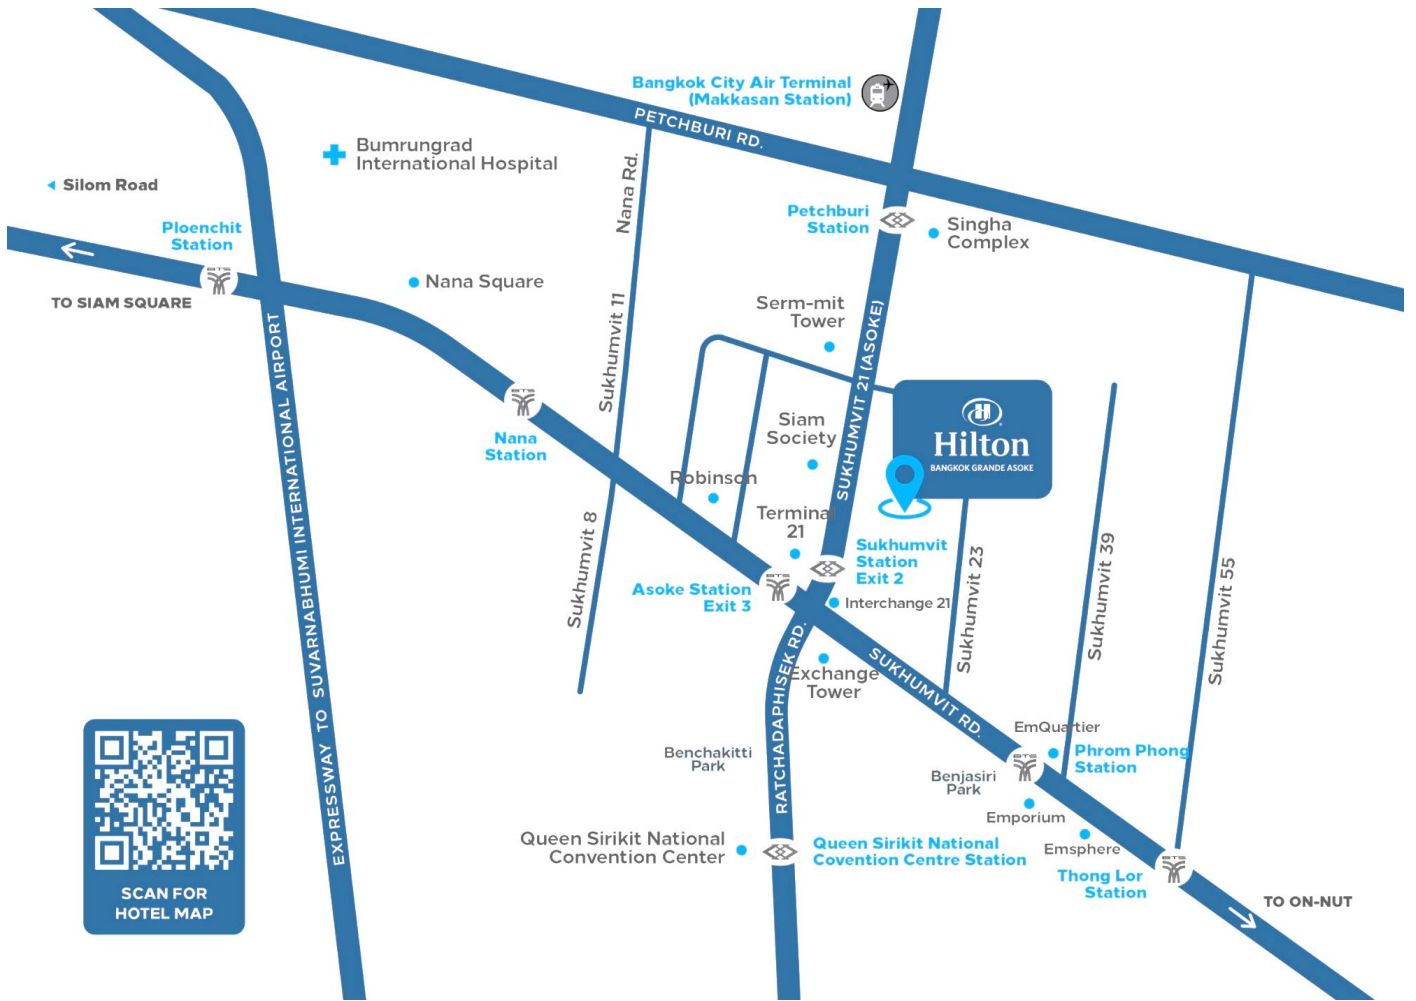 Bangkok City Air Terminal
(Makkasan Station)
PETCHBURI RD.
Bumrungrad
International Hospital
Silom Road
Ploenchit
Station
TO SIAM SQUARE
Nana Square
Nana Rd.
Sukhumvit 11
Petchburi
Station
Singha
Complex
Serm-mit
Tower
SUKHUMVIT 21 (ASOKE)
EXPRESSWAY TO SUVARNABHUMI INTERNATIONAL AIRPORT
BTS
Nana
Station
Siam
Society
H
Hilton
BANGKOK GRANDE ASOKE
Robinson
Terminal
21
Sukhumvit 8
Sukhumvit
Station
Exit 2
BTS
Asoke Station
Exit 3
Interchange 21
Sukhumvit 23
Sukhumvit 39
Sukhumvit 55
RATCHADAPHISEK RD.
Exchange
Tower
SUKHUMVIT RD.
EmQuartier
BTS
Phrom Phong
Station
Benchakitti
Park
Benjasiri
Park
Emporium
Emsphere
Queen Sirikit National
Convention Center
Queen Sirikit National
Covention Centre Station
BTS
Thong Lor
Station
TO ON-NUT
SCAN FOR
HOTEL MAP
BTS